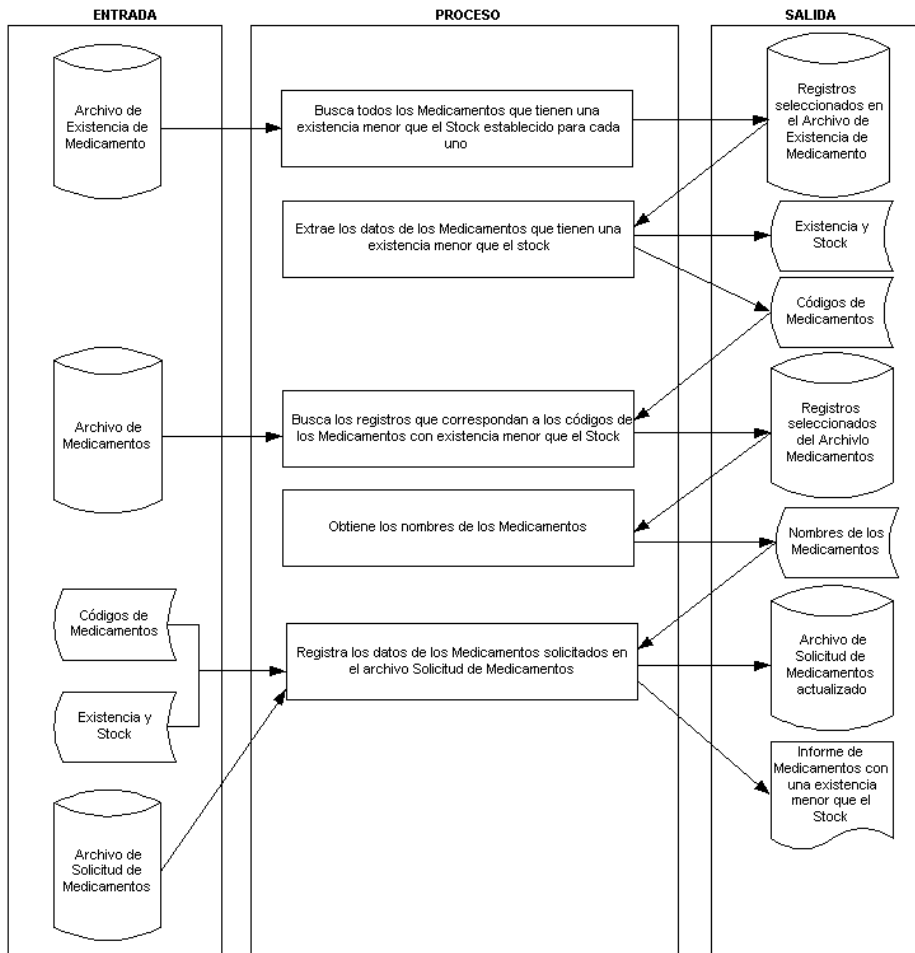 ENTRADA
PROCESO
SALIDA
Archivo de
Existencia de
Medicamento
Busca todos los Medicamentos que tienen una
existencia menor que el Stock establecido para cada
uno
Registros
seleccionados en
el Archivo de
Existencia de
Medicamento
Extrae los datos de los Medicamentos que tienen una
existencia menor que el stock
Existencia y
Stock
Códigos de
Medicamentos
Archivo de
Medicamentos
Busca los registros que correspondan a los códigos de
los Medicamentos con existencia menor que el Stock
Registros
seleccionados
del Archivlo
Medicamentos
Obtiene los nombres de los Medicamentos
Nombres de los
Medicamentos
Códigos de
Medicamentos
Existencia y
Stock
Registra los datos de los Medicamentos solicitados en
el archivo Solicitud de Medicamentos
Archivo de
Solicitud de
Medicamentos
actualizado
Informe de
Medicamentos con
una existencia
menor que el
Stock
Archivo de
Solicitud de
Medicamentos